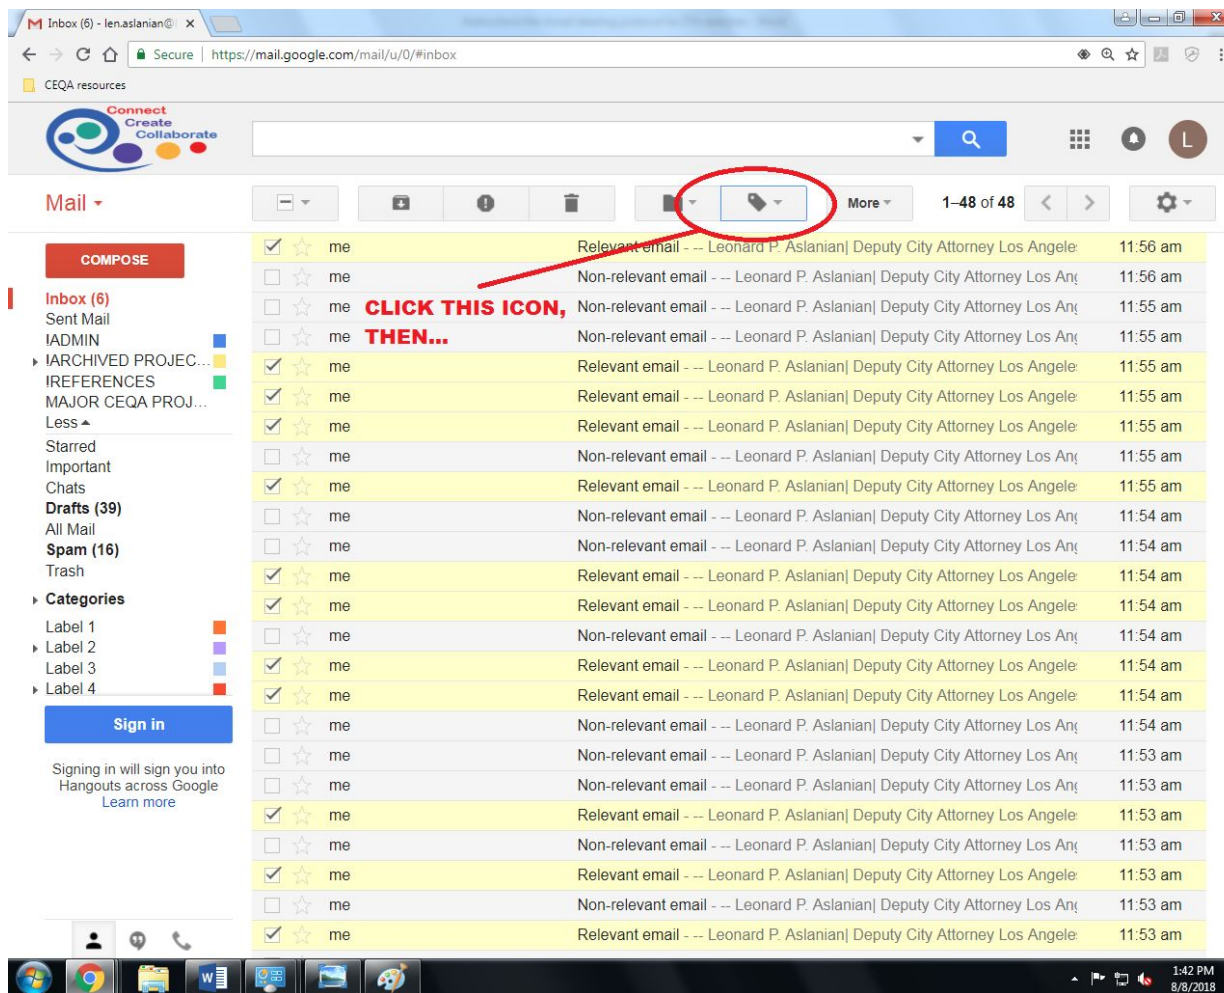 Inbox (6) - len.aslanian@
Secure | https://mail.google.com/mail/u/0/#inbox
CEQA resources
Connect
Create
Collaborate
L
Mail
More
1–48 of 48
COMPOSE
Inbox (6)
Sent Mail
!ADMIN
!ARCHIVED PROJEC...
!REFERENCES
MAJOR CEQA PROJ...
Less
Starred
Important
Chats
Drafts (39)
All Mail
Spam (16)
Trash
Categories
Label 1
Label 2
Label 3
Label 4
Sign in
Signing in will sign you into
Hangouts across Google
Learn more
CLICK THIS ICON,
THEN...
me Relevant email - -- Leonard P. Aslanian| Deputy City Attorney Los Angele 11:56 am
me Non-relevant email - -- Leonard P. Aslanian| Deputy City Attorney Los Ang 11:56 am
me Non-relevant email - -- Leonard P. Aslanian| Deputy City Attorney Los Ang 11:55 am
me Non-relevant email - -- Leonard P. Aslanian| Deputy City Attorney Los Ang 11:55 am
me Relevant email - -- Leonard P. Aslanian| Deputy City Attorney Los Angele 11:55 am
me Relevant email - -- Leonard P. Aslanian| Deputy City Attorney Los Angele 11:55 am
me Relevant email - -- Leonard P. Aslanian| Deputy City Attorney Los Angele 11:55 am
me Non-relevant email - -- Leonard P. Aslanian| Deputy City Attorney Los Ang 11:55 am
me Relevant email - -- Leonard P. Aslanian| Deputy City Attorney Los Angele 11:55 am
me Non-relevant email - -- Leonard P. Aslanian| Deputy City Attorney Los Ang 11:54 am
me Non-relevant email - -- Leonard P. Aslanian| Deputy City Attorney Los Ang 11:54 am
me Relevant email - -- Leonard P. Aslanian| Deputy City Attorney Los Angele 11:54 am
me Relevant email - -- Leonard P. Aslanian| Deputy City Attorney Los Angele 11:54 am
me Non-relevant email - -- Leonard P. Aslanian| Deputy City Attorney Los Ang 11:54 am
me Relevant email - -- Leonard P. Aslanian| Deputy City Attorney Los Angele 11:54 am
me Relevant email - -- Leonard P. Aslanian| Deputy City Attorney Los Angele 11:54 am
me Non-relevant email - -- Leonard P. Aslanian| Deputy City Attorney Los Ang 11:54 am
me Non-relevant email - -- Leonard P. Aslanian| Deputy City Attorney Los Ang 11:53 am
me Non-relevant email - -- Leonard P. Aslanian| Deputy City Attorney Los Ang 11:53 am
me Relevant email - -- Leonard P. Aslanian| Deputy City Attorney Los Angele 11:53 am
me Non-relevant email - -- Leonard P. Aslanian| Deputy City Attorney Los Ang 11:53 am
me Relevant email - -- Leonard P. Aslanian| Deputy City Attorney Los Angele 11:53 am
me Non-relevant email - -- Leonard P. Aslanian| Deputy City Attorney Los Ang 11:53 am
me Relevant email - -- Leonard P. Aslanian| Deputy City Attorney Los Angele 11:53 am
1:42 PM
8/8/2018